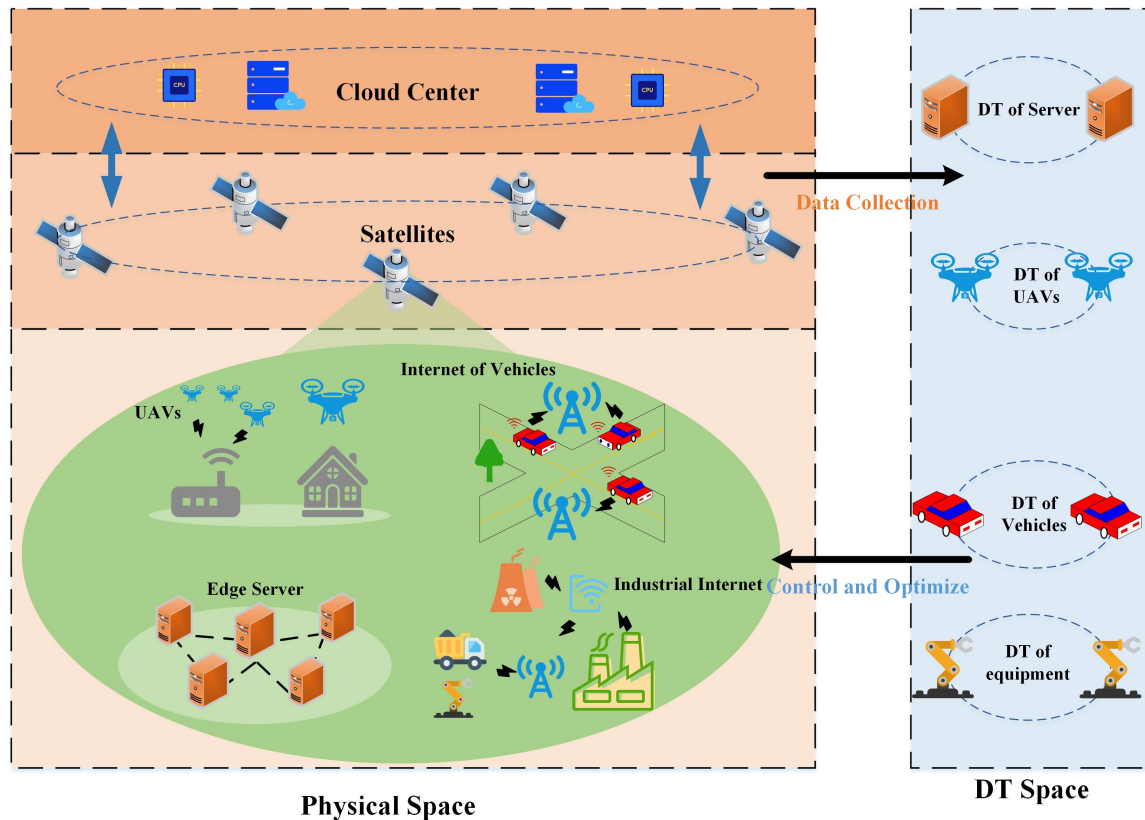 CPU
Cloud Center
CPU
Satellites
Data Collection
DT of Server
DT of
UAVs
Internet of Vehicles
UAVs
DT of
Vehicles
Industrial Internet
Control and Optimize
Edge Server
DT of
equipment
Physical Space
DT Space